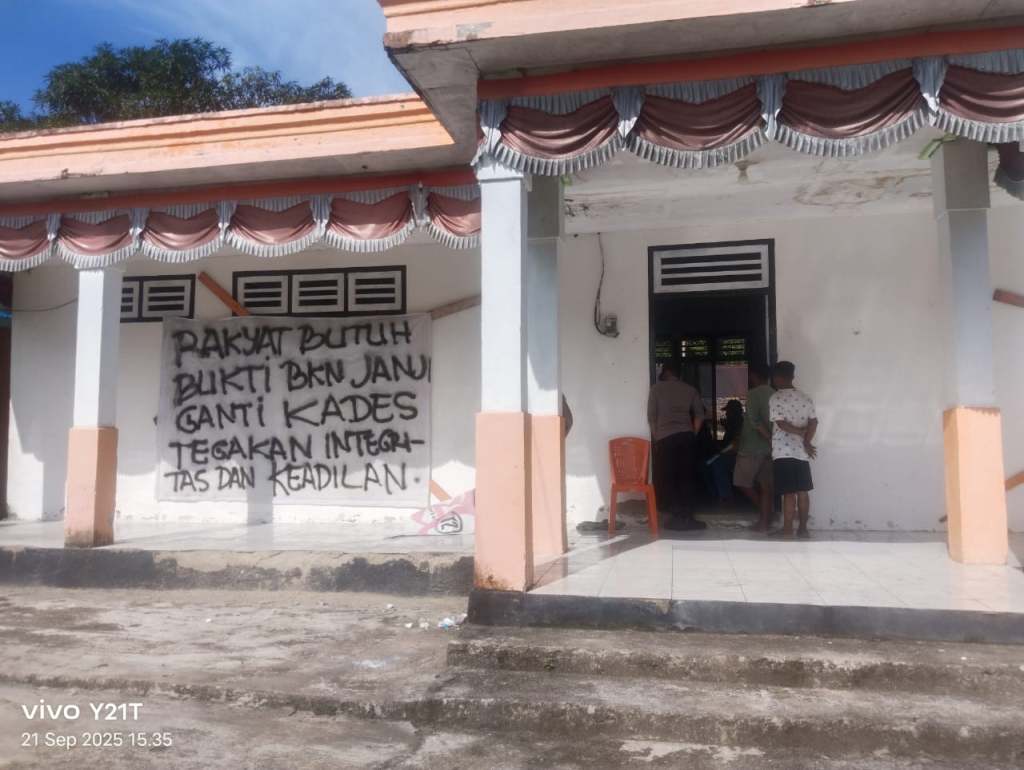 RAKYAT BUTUH
BUKTI BKN JANJI
GANTI KADES
TEGAKAN INTEGRI-
TAS DAN KEADILAN.
vivo Y21T
21 Sep 2025 15.35